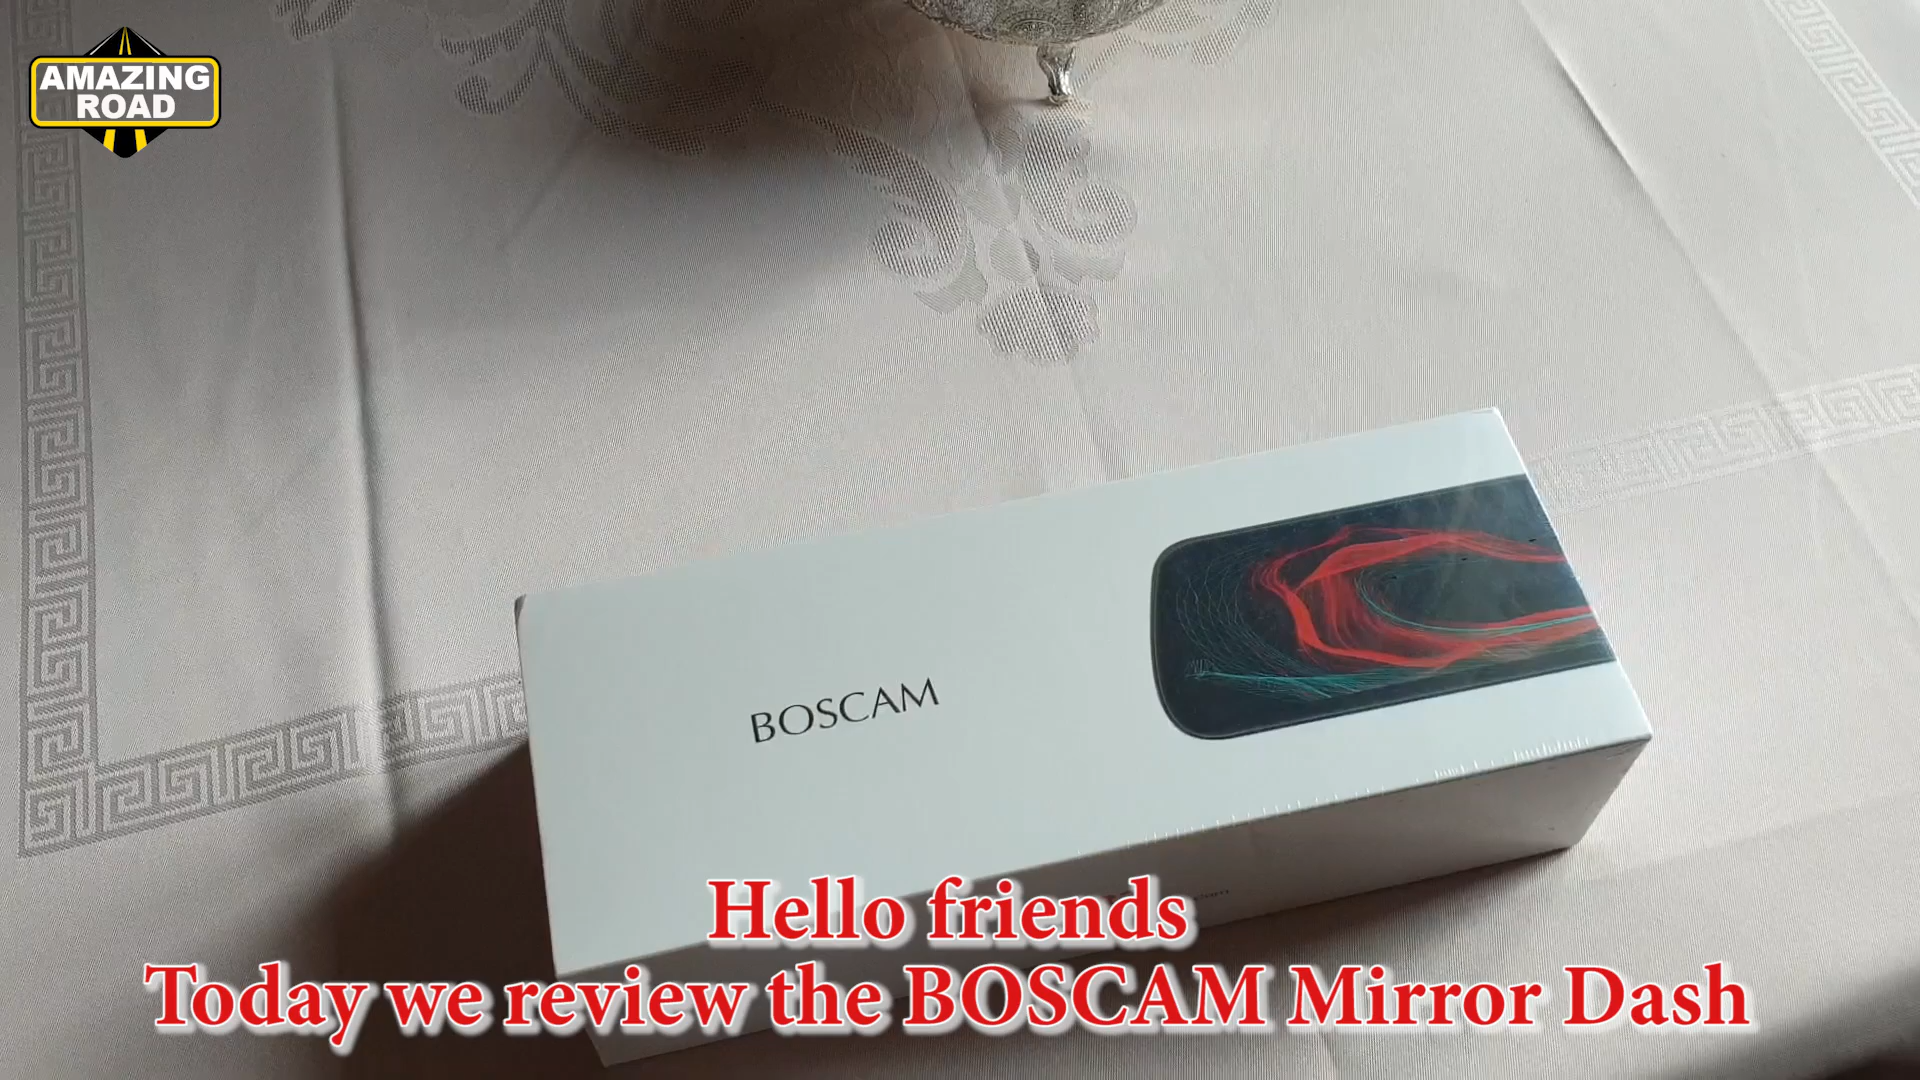 AMAZING
ROAD
BOSCAM
Hello friends
Today we review the BOSCAM Mirror Dash